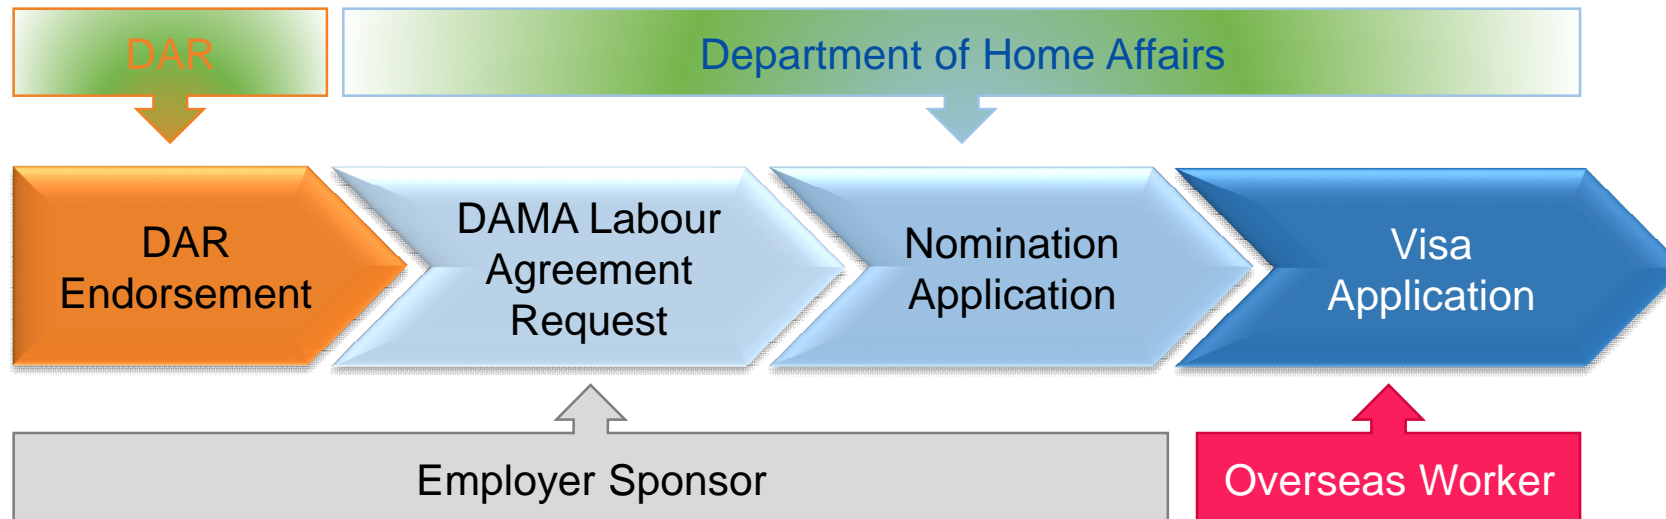 DAR
Department of Home Affairs
DAR
Endorsement
DAMA Labour
Agreement
Request
Nomination
Application
Visa
Application
Employer Sponsor
Overseas Worker